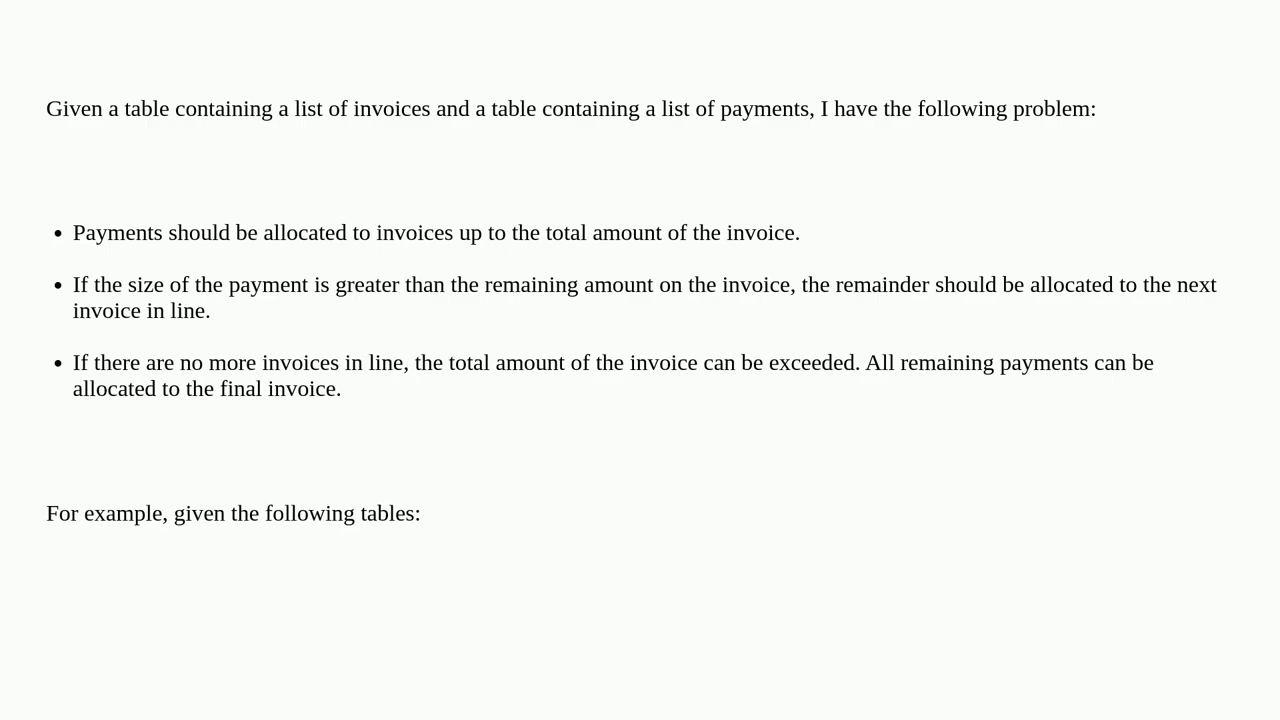 Given a table containing a list of invoices and a table containing a list of payments, I have the following problem:
• Payments should be allocated to invoices up to the total amount of the invoice.
• If the size of the payment is greater than the remaining amount on the invoice, the remainder should be allocated to the next
invoice in line.
• If there are no more invoices in line, the total amount of the invoice can be exceeded. All remaining payments can be
allocated to the final invoice.
For example, given the following tables: